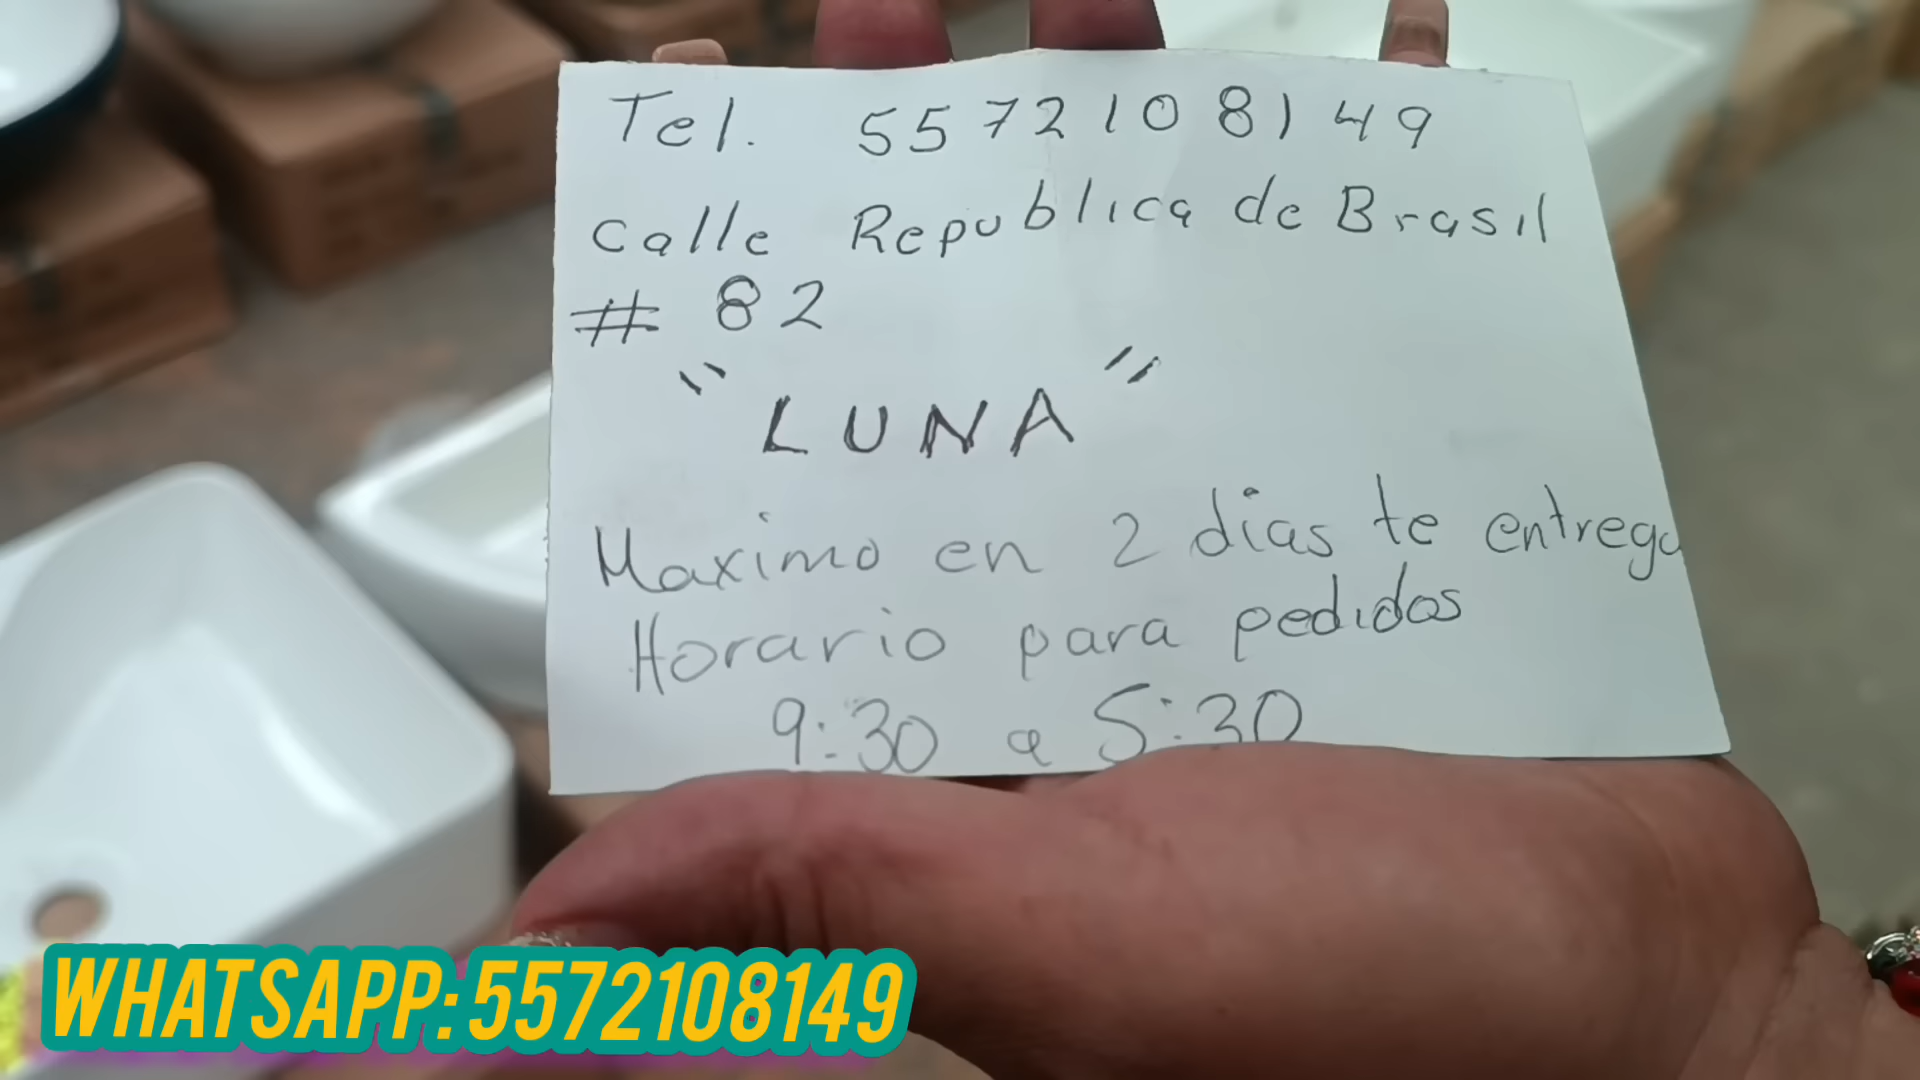 Tel. 5572108149
Calle Republica de Brasil
# 82
"LUNA"
Maximo en 2 dias te entrega
Horario para pedidos
9:30 a 5:30
WHATSAPP: 5572108149